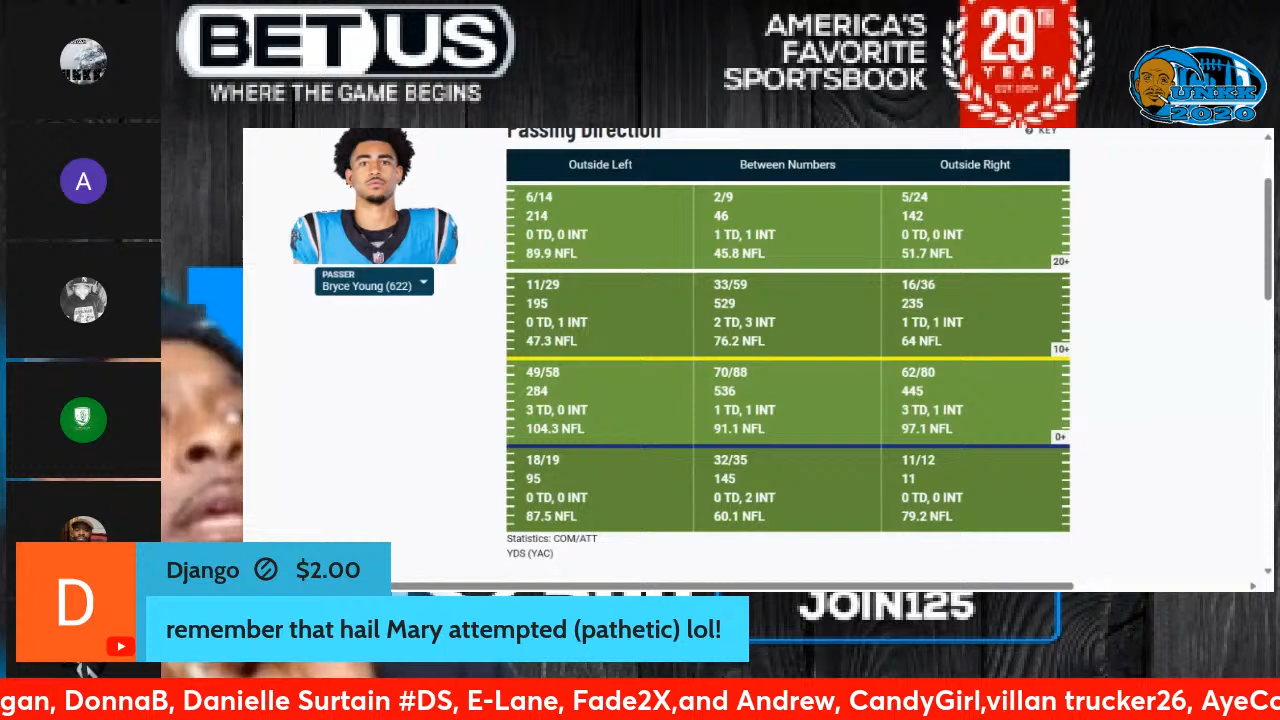 BETUS
WHERE THE GAME BEGINS
AMERICA'S
FAVORITE
SPORTSBOOK
29TH
YEAR
EST 1994
UNKK
2020
Passing Direction
KEY
Outside Left Between Numbers Outside Right
6/14 2/9 5/24
214 46 142
0 TD, 0 INT 1 TD, 1 INT 0 TD, 0 INT
89.9 NFL 45.8 NFL 51.7 NFL
20+
11/29 33/59 16/36
195 529 235
0 TD, 1 INT 2 TD, 3 INT 1 TD, 1 INT
47.3 NFL 76.2 NFL 64 NFL
10+
49/58 70/88 62/80
284 536 445
3 TD, 0 INT 1 TD, 1 INT 3 TD, 1 INT
104.3 NFL 91.1 NFL 97.1 NFL
0+
18/19 32/35 11/12
95 145 11
0 TD, 0 INT 0 TD, 2 INT 0 TD, 0 INT
87.5 NFL 60.1 NFL 79.2 NFL
Statistics: COM/ATT
YDS (YAC)
PASSER
Bryce Young (622)
A
D
Django $2.00
remember that hail Mary attempted (pathetic) lol!
JOIN125
gan, DonnaB, Danielle Surtain #DS, E-Lane, Fade2X,and Andrew, CandyGirl,villan trucker26, AyeCo